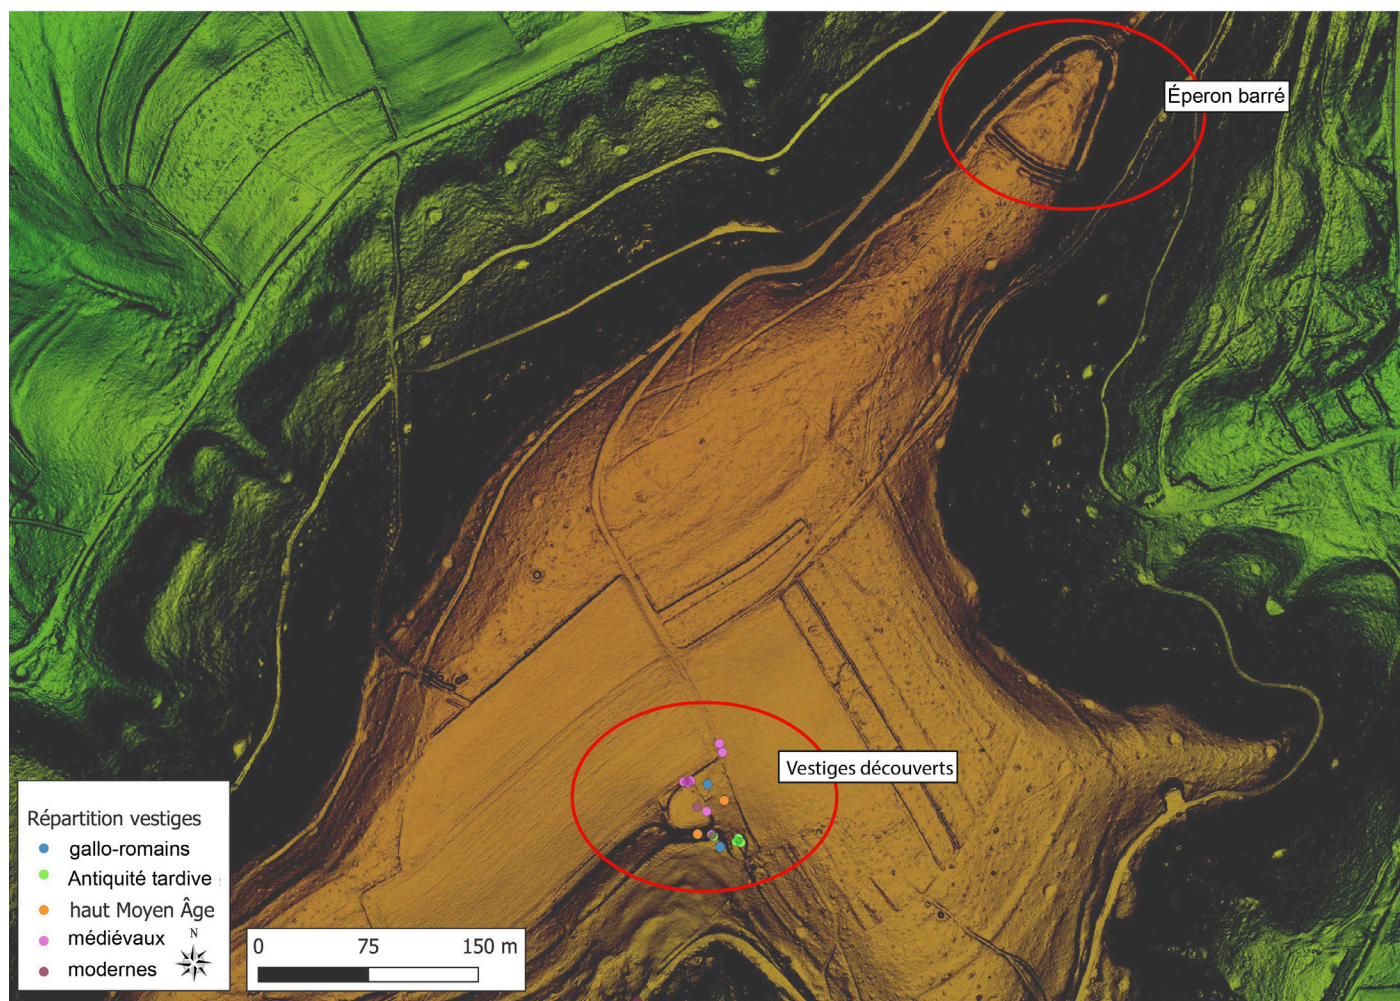 Éperon barré
Vestiges découverts
Répartition vestiges
gallo-romains
Antiquité tardive
haut Moyen Âge
médiévaux
modernes
N
0 75 150 m